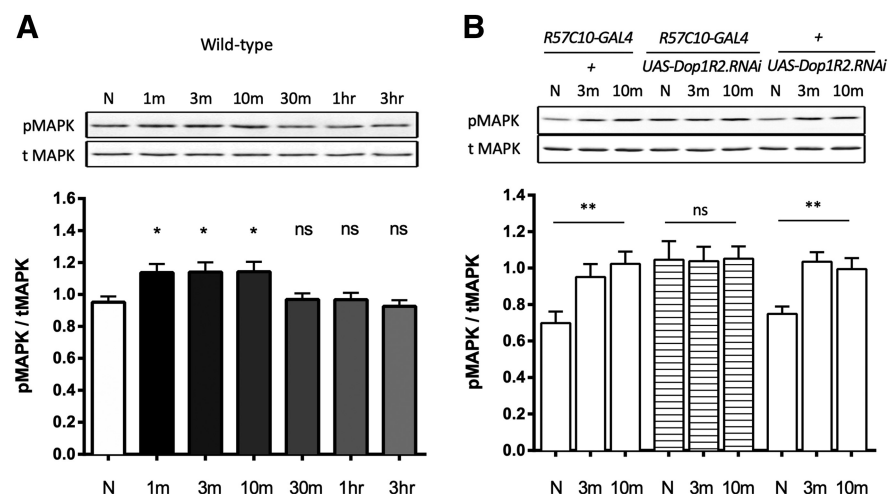 A
Wild-type
N 1m 3m 10m 30m 1hr 3hr
pMAPK
t MAPK
pMAPK / tMAPK
1.6
1.4
1.2
1.0
0.8
0.6
0.4
0.2
0.0
* * * ns ns ns
N 1m 3m 10m 30m 1hr 3hr
B
R57C10-GAL4 R57C10-GAL4 +
+ UAS-Dop1R2.RNAi UAS-Dop1R2.RNAi
N 3m 10m N 3m 10m N 3m 10m
pMAPK
t MAPK
pMAPK / tMAPK
1.4
1.2
1.0
0.8
0.6
0.4
0.2
0.0
** ns **
N 3m 10m N 3m 10m N 3m 10m